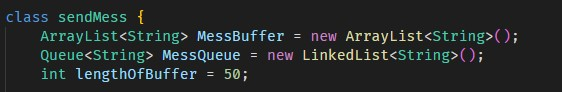 class sendMess {
ArrayList<String> MessBuffer = new ArrayList<String>();
Queue<String> MessQueue = new LinkedList<String>();
int lengthOfBuffer = 50;